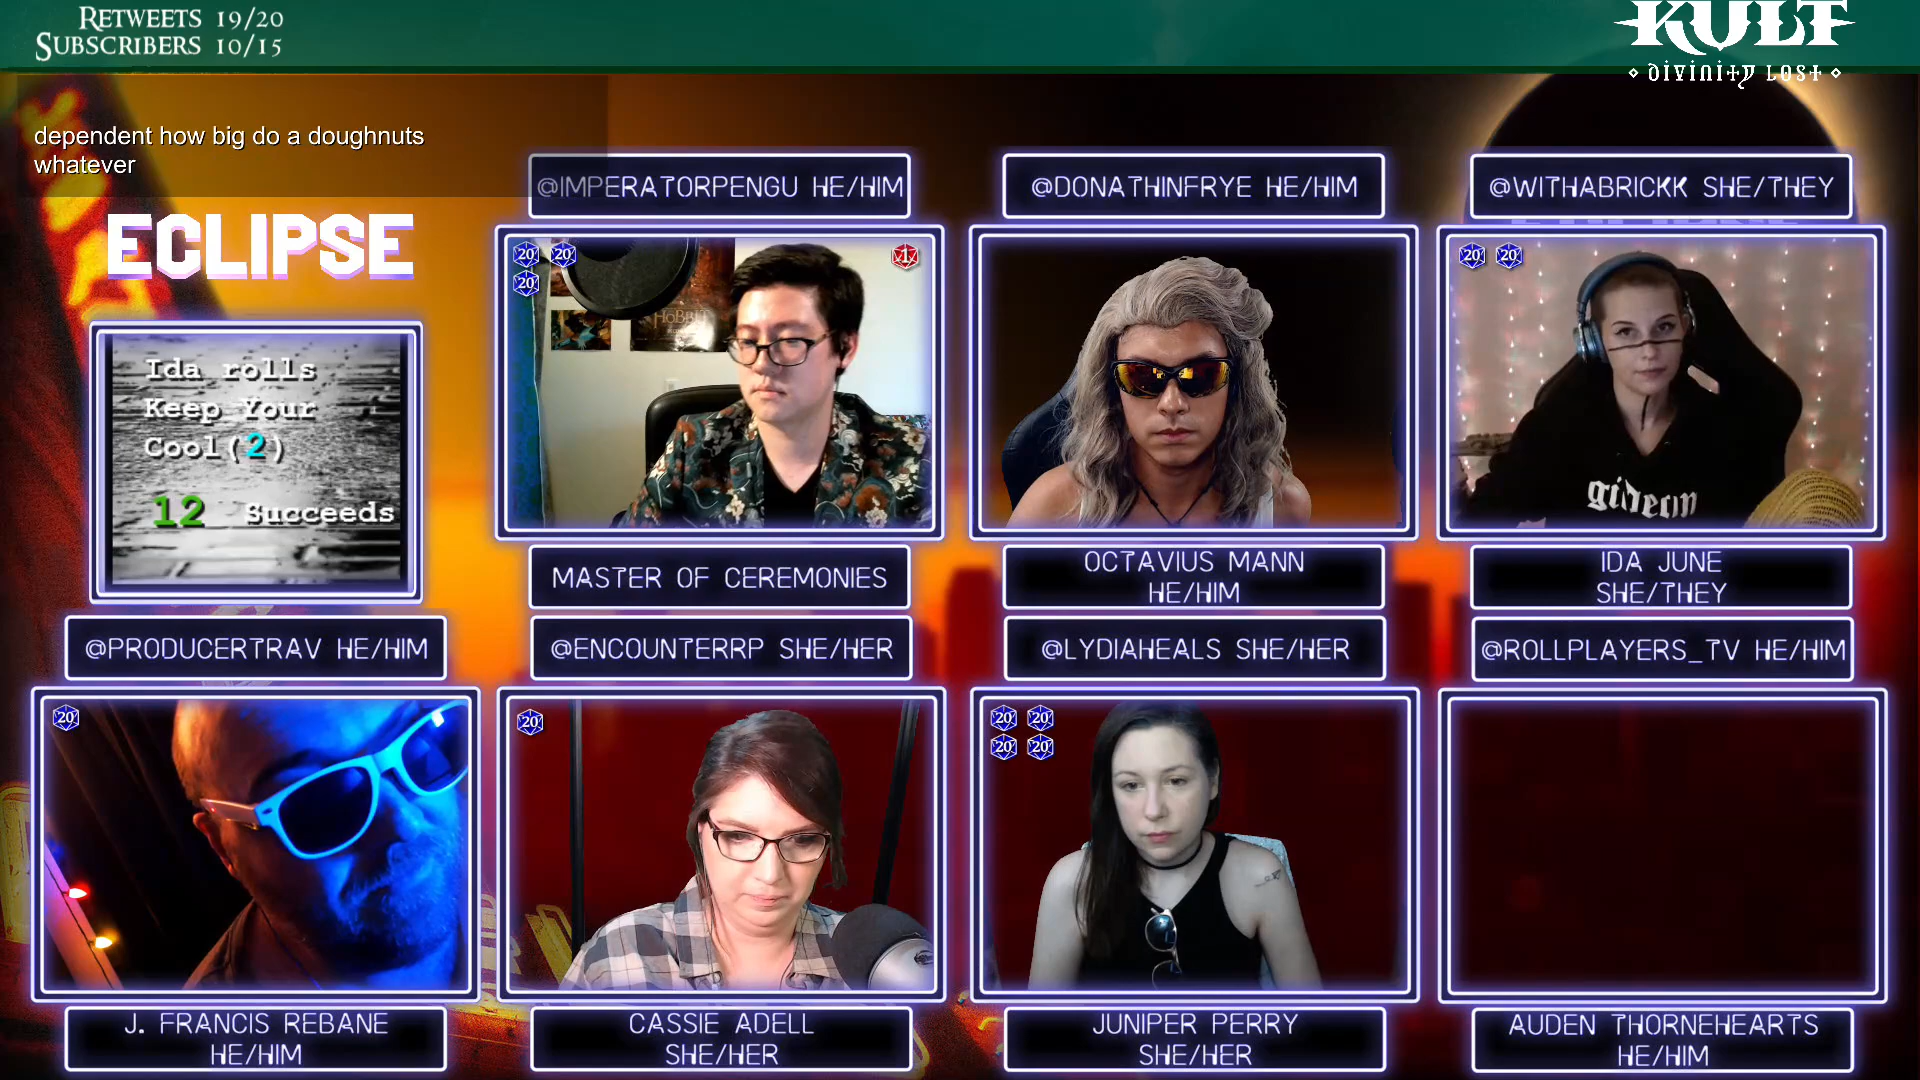 RETWEETS 19/20
SUBSCRIBERS 10/15
KULT
DIVINITY LOST
dependent how big do a doughnuts
whatever
@IMPERATORPENGU HE/HIM
@DONATHINFRYE HE/HIM
@WITHABRICKK SHE/THEY
ECLIPSE
20 20
20
1
HOBBIT
20 20
Ida rolls
Keep Your
Cool(2)
12 Succeeds
gideon
MASTER OF CEREMONIES
OCTAVIUS MANN
HE/HIM
IDA JUNE
SHE/THEY
@PRODUCERTRAV HE/HIM
@ENCOUNTERRP SHE/HER
@LYDIAHEALS SHE/HER
@ROLLPLAYERS_TV HE/HIM
20
20
20 20
20 20
J. FRANCIS REBANE
HE/HIM
CASSIE ADELL
SHE/HER
JUNIPER PERRY
SHE/HER
AUDEN THORNEHEARTS
HE/HIM